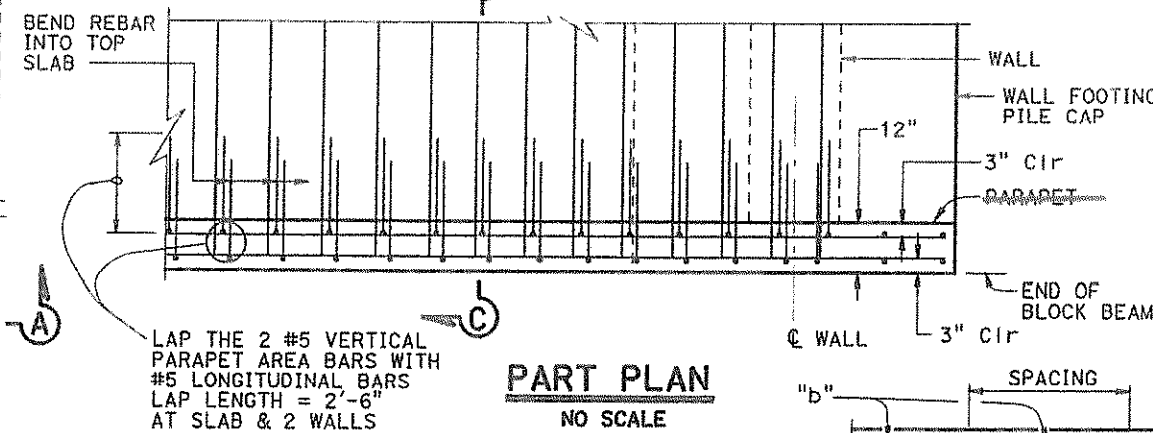 BEND REBAR
INTO TOP
SLAB
WALL
WALL FOOTING
PILE CAP
12"
3" Clr
PARAPET
END OF
BLOCK BEAM
3" Clr
℄ WALL
A
C
LAP THE 2 #5 VERTICAL
PARAPET AREA BARS WITH
#5 LONGITUDINAL BARS
LAP LENGTH = 2'-6"
AT SLAB & 2 WALLS
PART PLAN
NO SCALE
"b"
SPACING